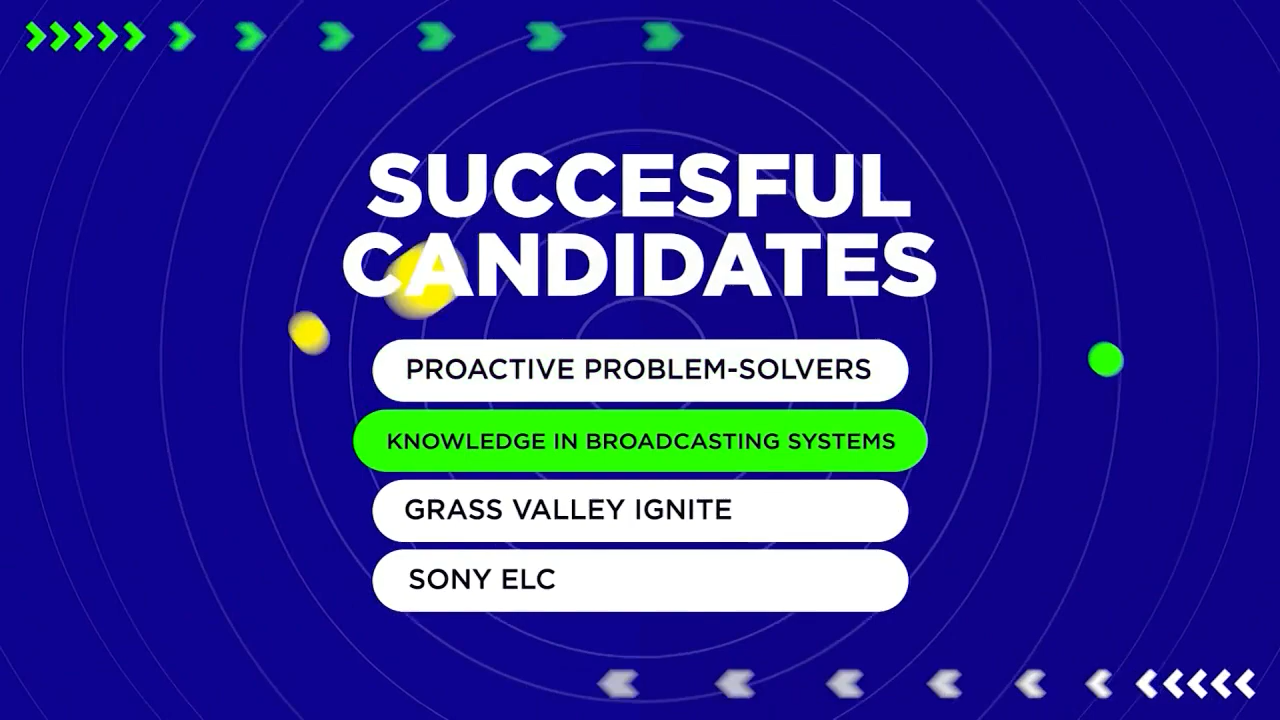 SUCCESFUL
CANDIDATES
PROACTIVE PROBLEM-SOLVERS
KNOWLEDGE IN BROADCASTING SYSTEMS
GRASS VALLEY IGNITE
SONY ELC